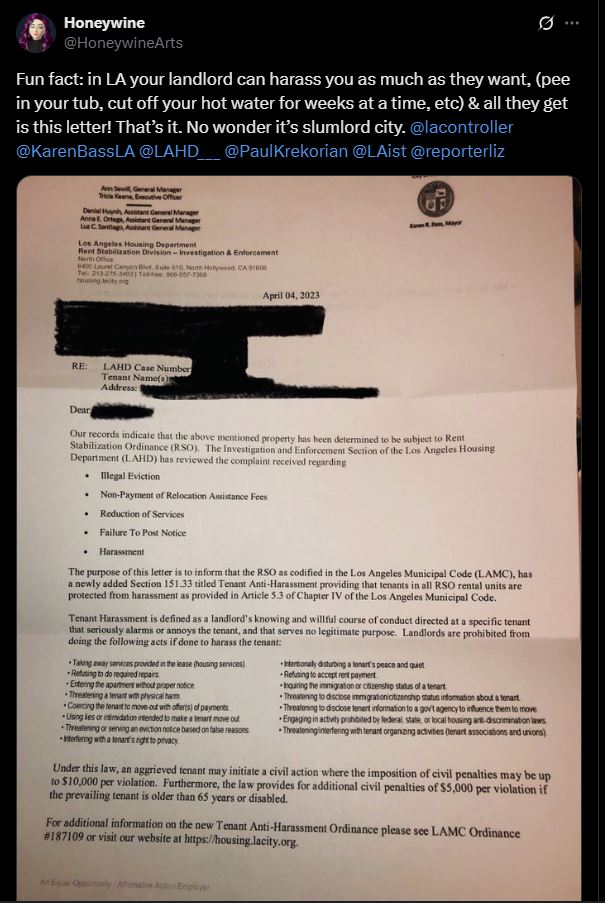 Honeywine
@HoneywineArts
Fun fact: in LA your landlord can harass you as much as they want, (pee
in your tub, cut off your hot water for weeks at a time, etc) & all they get
is this letter! That’s it. No wonder it’s slumlord city. @lacontroller
@KarenBassLA @LAHD___ @PaulKrekorian @LAist @reporterliz
Ann Sewill, General Manager
Tricia Keane, Executive Officer
Daniel Huynh, Assistant General Manager
Anna E. Ortega, Assistant General Manager
Luz C. Santiago, Assistant General Manager
Karen R. Bass, Mayor
Los Angeles Housing Department
Rent Stabilization Division – Investigation & Enforcement
North Office
6400 Laurel Canyon Blvd. Suite 610, North Hollywood, CA 91606
Tel: 213-275-3493 | Toll-free: 866-557-7368
housing.lacity.org
April 04, 2023
RE: LAHD Case Number
Tenant Name(s)
Address:
Dear
Our records indicate that the above mentioned property has been determined to be subject to Rent
Stabilization Ordinance (RSO). The Investigation and Enforcement Section of the Los Angeles Housing
Department (LAHD) has reviewed the complaint received regarding
• Illegal Eviction
• Non-Payment of Relocation Assistance Fees
• Reduction of Services
• Failure To Post Notice
• Harassment
The purpose of this letter is to inform that the RSO as codified in the Los Angeles Municipal Code (LAMC), has
a newly added Section 151.33 titled Tenant Anti-Harassment providing that tenants in all RSO rental units are
protected from harassment as provided in Article 5.3 of Chapter IV of the Los Angeles Municipal Code.
Tenant Harassment is defined as a landlord's knowing and willful course of conduct directed at a specific tenant
that seriously alarms or annoys the tenant, and that serves no legitimate purpose. Landlords are prohibited from
doing the following acts if done to harass the tenant:
• Taking away services provided in the lease (housing services).
• Refusing to do required repairs.
• Entering the apartment without proper notice.
• Threatening a tenant with physical harm.
• Coercing the tenant to move-out with offer(s) of payments.
• Using lies or intimidation intended to make a tenant move out.
• Threatening or serving an eviction notice based on false reasons.
• Interfering with a tenant's right to privacy.
• Intentionally disturbing a tenant's peace and quiet.
• Refusing to accept rent payment.
• Inquiring the immigration or citizenship status of a tenant.
• Threatening to disclose immigration/citizenship status information about a tenant.
• Threatening to disclose tenant information to a gov't agency to influence them to move.
• Engaging in activity prohibited by federal, state, or local housing anti-discrimination laws.
• Threatening/interfering with tenant organizing activities (tenant associations and unions).
Under this law, an aggrieved tenant may initiate a civil action where the imposition of civil penalties may be up
to $10,000 per violation. Furthermore, the law provides for additional civil penalties of $5,000 per violation if
the prevailing tenant is older than 65 years or disabled.
For additional information on the new Tenant Anti-Harassment Ordinance please see LAMC Ordinance
#187109 or visit our website at https://housing.lacity.org.
An Equal Opportunity / Affirmative Action Employer